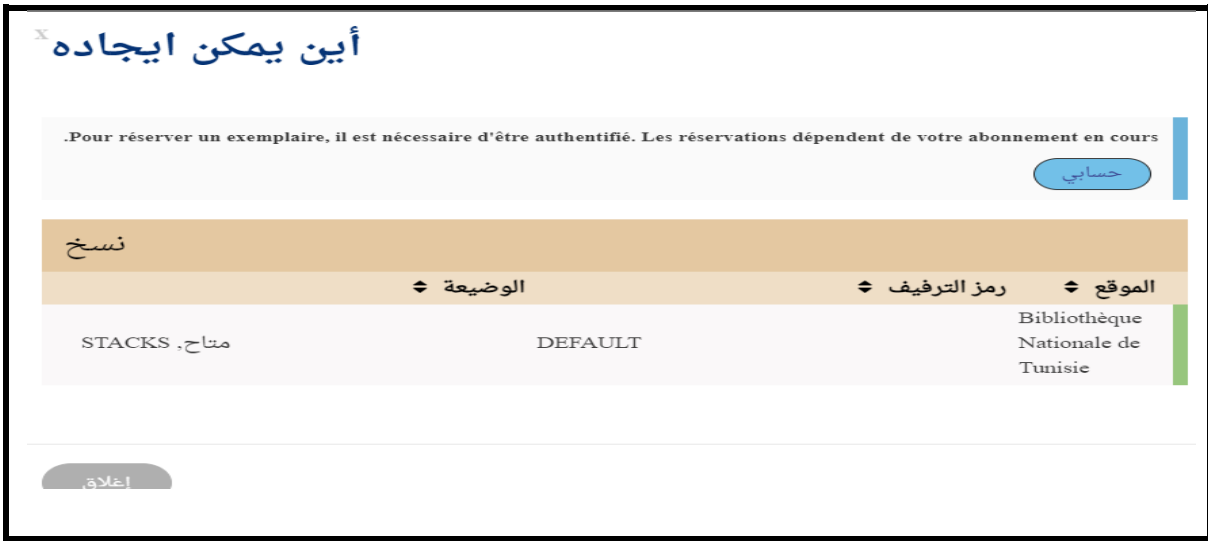 أين يمكن ايجاده
x
.Pour réserver un exemplaire, il est nécessaire d'être authentifié. Les réservations dépendent de votre abonnement en cours
حسابي
نسخ
الموقع رمز الترفيف الوضيعة
Bibliothèque
Nationale de
Tunisie
DEFAULT
متاح, STACKS
إغلاق